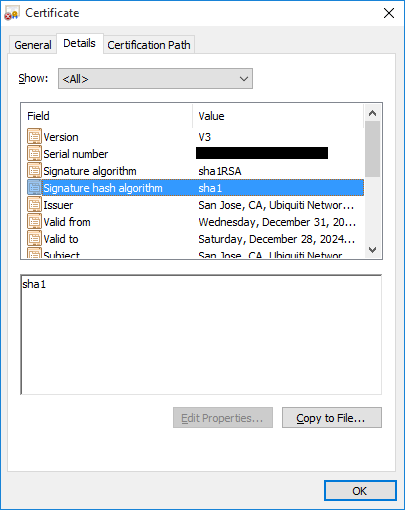 Certificate
General Details Certification Path
Show: <All>
Field Value
Version V3
Serial number
Signature algorithm sha1RSA
Signature hash algorithm sha1
Issuer San Jose, CA, Ubiquiti Networ...
Valid from Wednesday, December 31, 20...
Valid to Saturday, December 28, 2024...
Subject San Jose, CA, Ubiquiti Networ...
sha1
Edit Properties... Copy to File...
OK